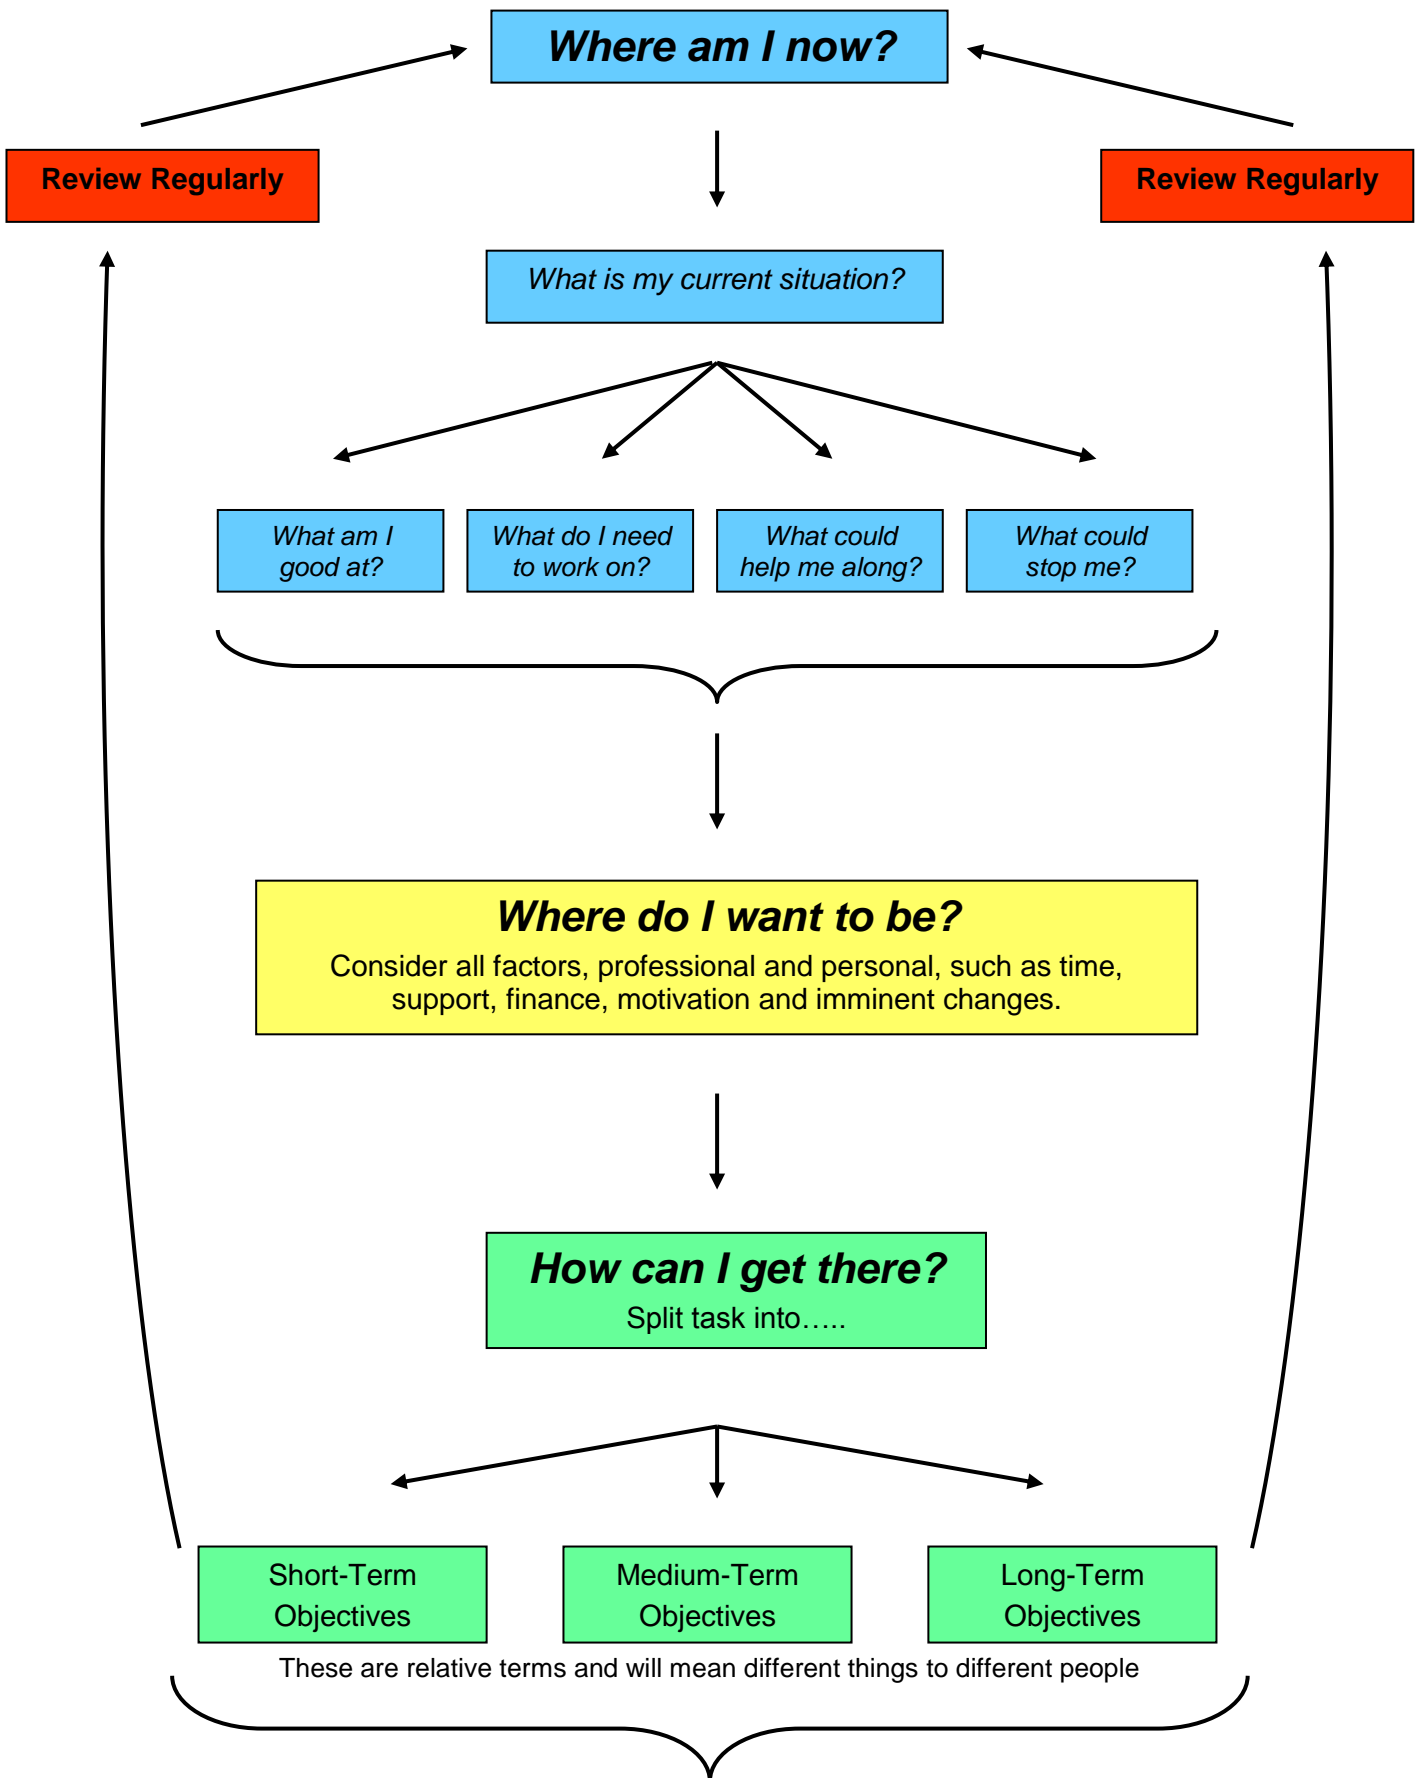 Where am I now?
Review Regularly
Review Regularly
What is my current situation?
What am I
good at?
What do I need
to work on?
What could
help me along?
What could
stop me?
Where do I want to be?
Consider all factors, professional and personal, such as time,
support, finance, motivation and imminent changes.
How can I get there?
Split task into…..
Short-Term
Objectives
Medium-Term
Objectives
Long-Term
Objectives
These are relative terms and will mean different things to different people